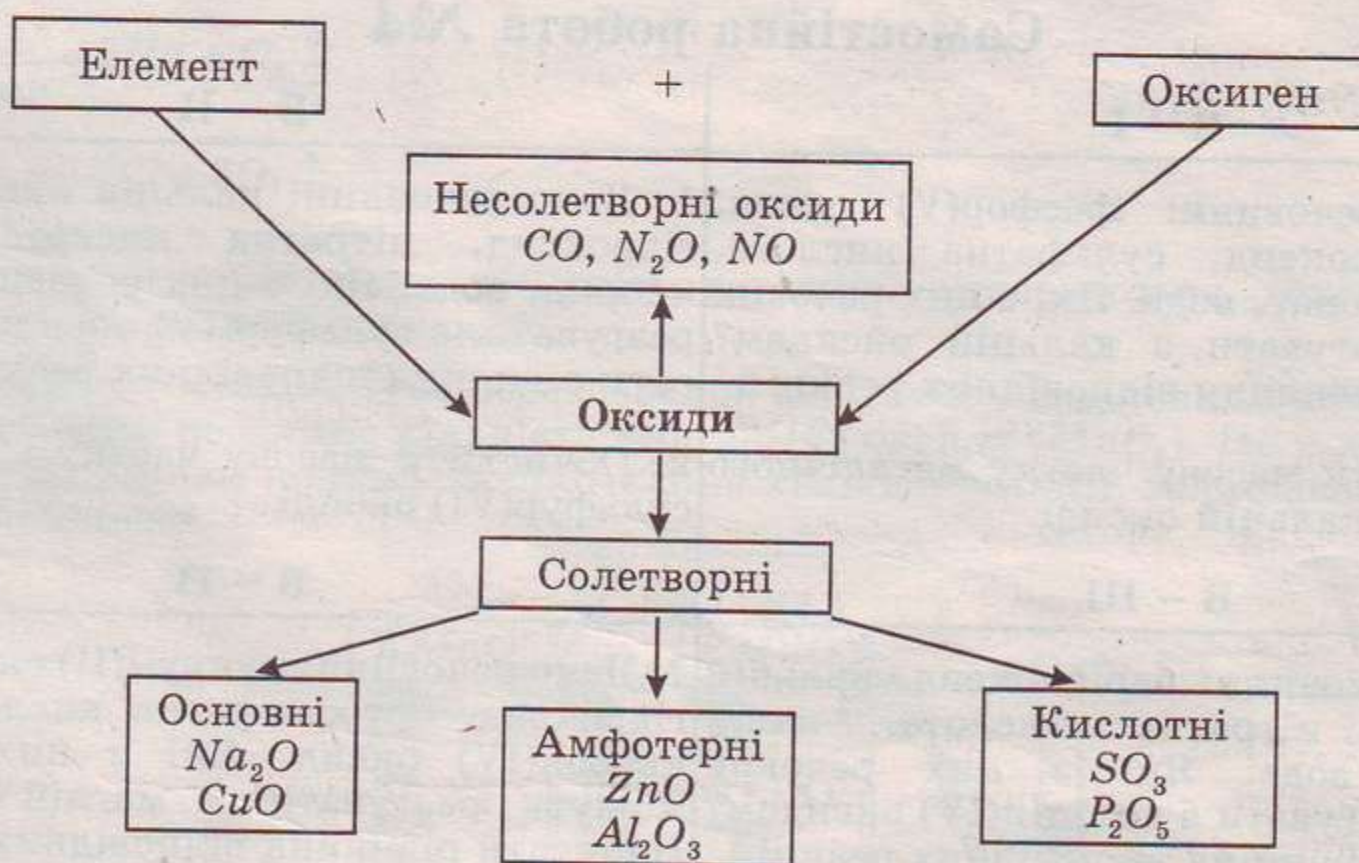 Елемент
+
Оксиген
Несолетворні оксиди
CO, N₂O, NO
Оксиди
Солетворні
Основні
Na₂O
CuO
Амфотерні
ZnO
Al₂O₃
Кислотні
SO₃
P₂O₅